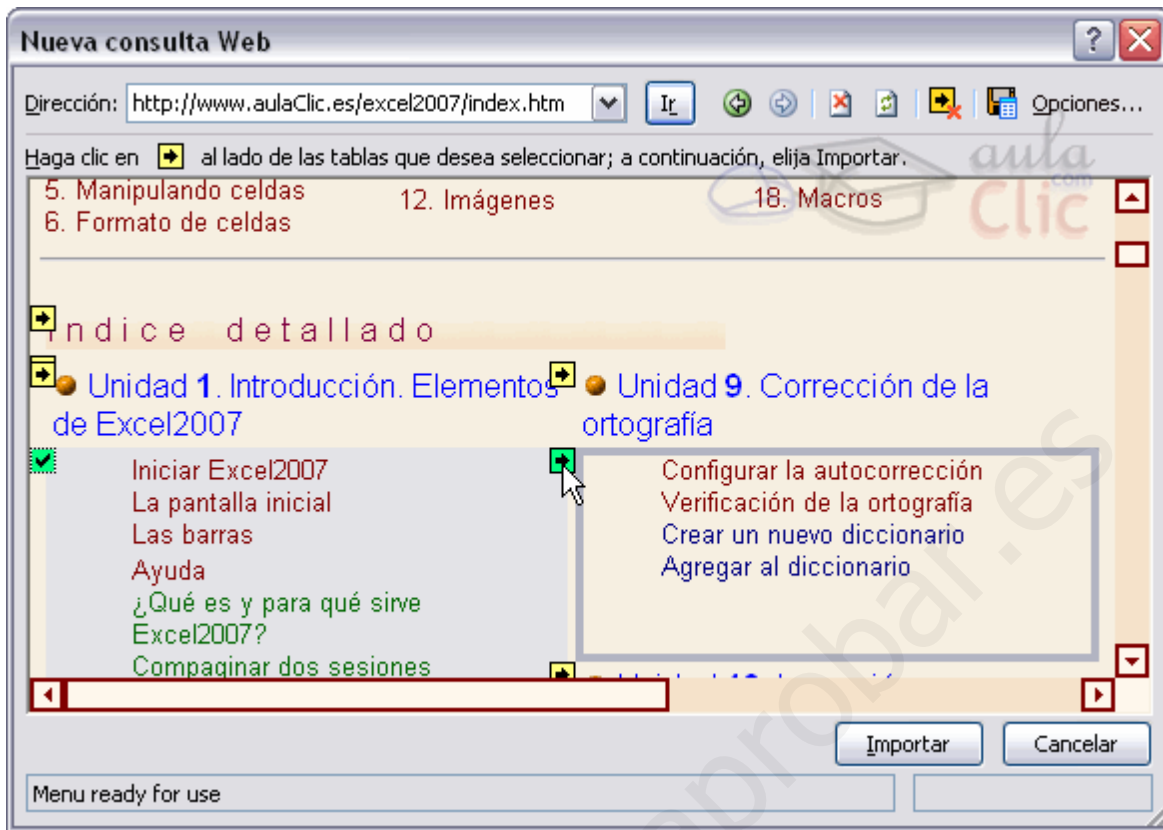 Nueva consulta Web
Dirección: http://www.aulaClic.es/excel2007/index.htm Ir Opciones...
Haga clic en al lado de las tablas que desea seleccionar; a continuación, elija Importar.
aula
.com
Clic
5. Manipulando celdas
12. Imágenes
18. Macros
6. Formato de celdas
Índice detallado
Unidad 1. Introducción. Elementos
de Excel2007
Unidad 9. Corrección de la
ortografía
Iniciar Excel2007
La pantalla inicial
Las barras
Ayuda
¿Qué es y para qué sirve
Excel2007?
Compaginar dos sesiones
Configurar la autocorrección
Verificación de la ortografía
Crear un nuevo diccionario
Agregar al diccionario
Importar Cancelar
Menu ready for use